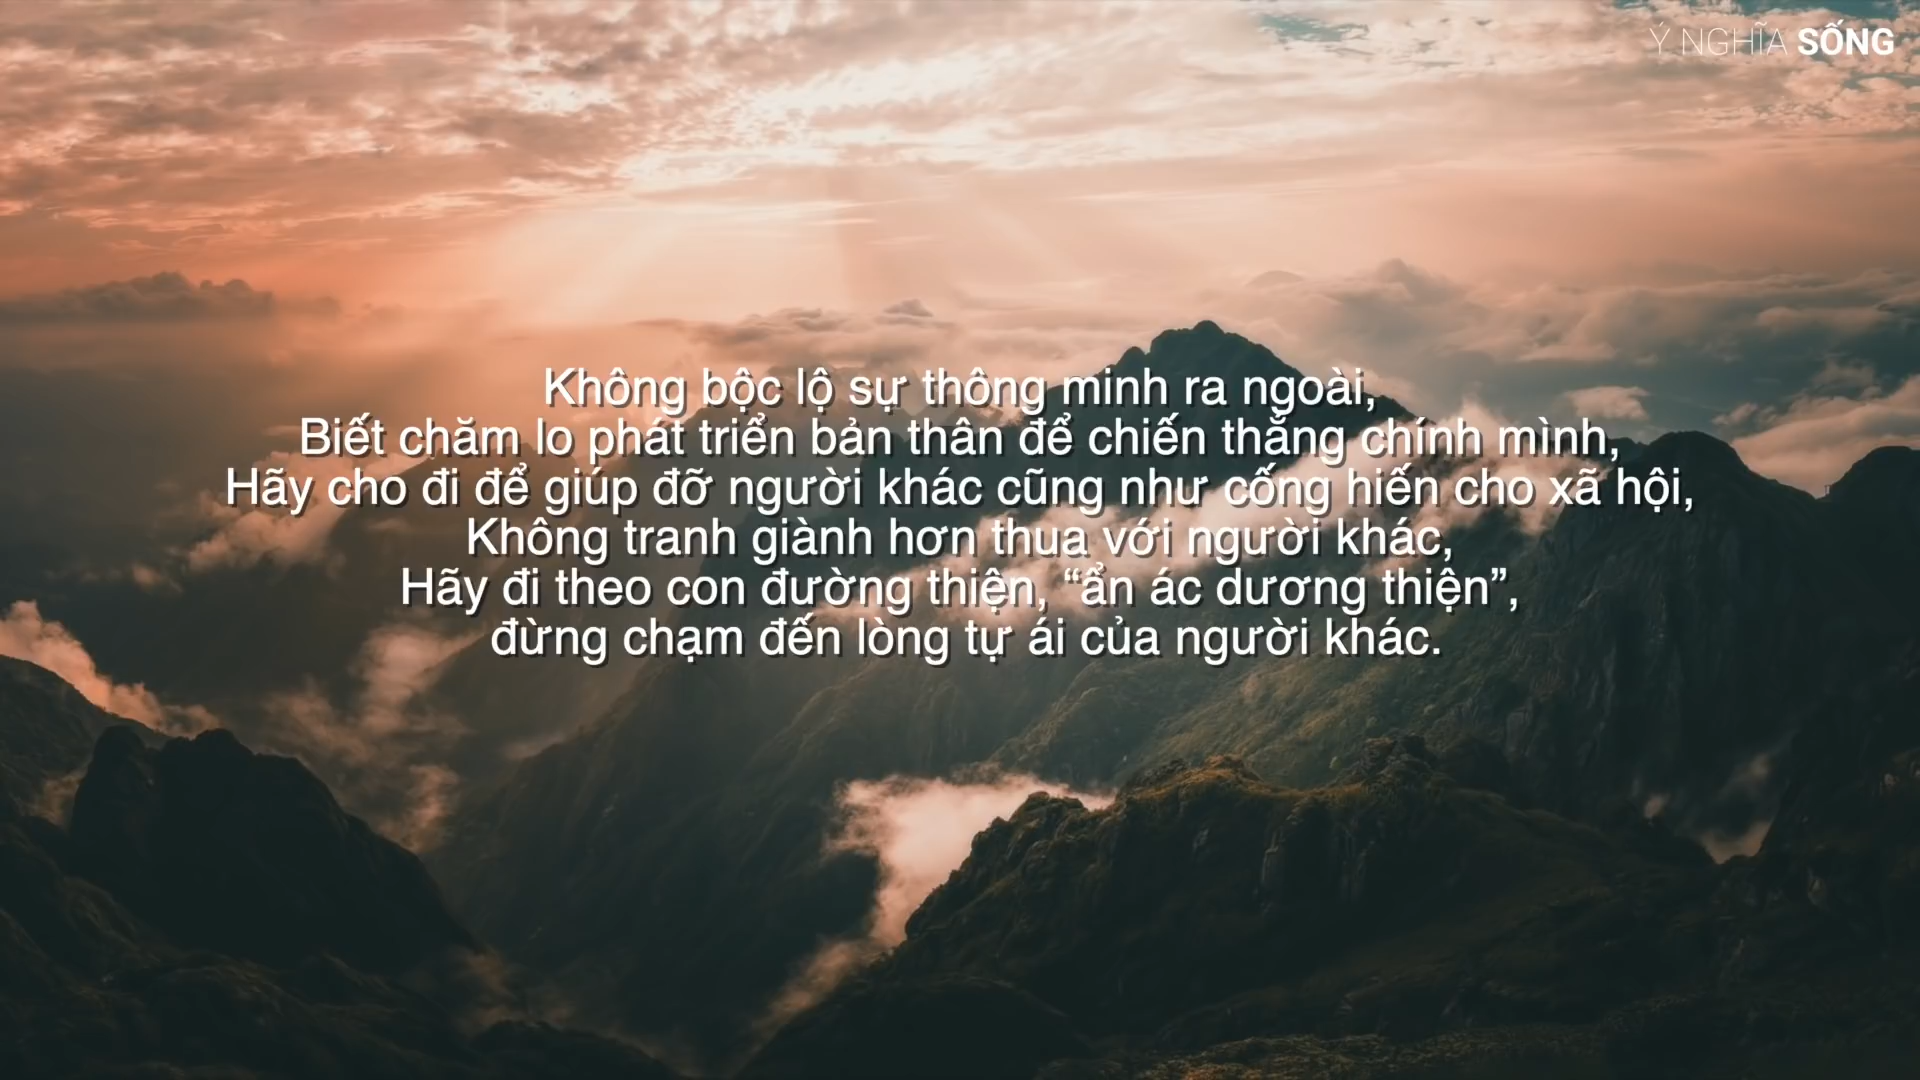 Ý NGHĨA SỐNG
Không bộc lộ sự thông minh ra ngoài,
Biết chăm lo phát triển bản thân để chiến thắng chính mình,
Hãy cho đi để giúp đỡ người khác cũng như cống hiến cho xã hội,
Không tranh giành hơn thua với người khác,
Hãy đi theo con đường thiện, “ẩn ác dương thiện”,
đừng chạm đến lòng tự ái của người khác.